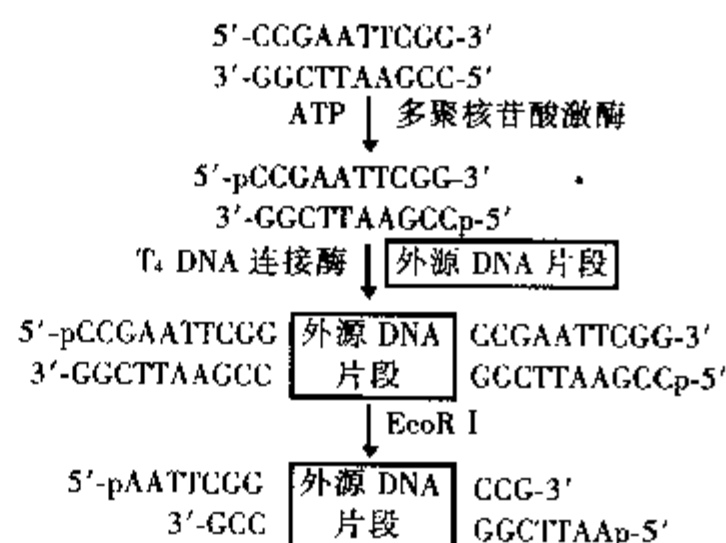 5′-CCGAATTCGG-3′
3′-GGCTTAAGCC-5′
ATP 多聚核苷酸激酶
5′-pCCGAATTCGG-3′
3′-GGCTTAAGCCp-5′
T₄ DNA 连接酶 外源 DNA 片段
5′-pCCGAATTCGG 外源 DNA CCGAATTCGG-3′
3′-GGCTTAAGCC 片段 GGCTTAAGCCp-5′
EcoR I
5′-pAATTCGG 外源 DNA CCG-3′
3′-GCC 片段 GGCTTAAp-5′